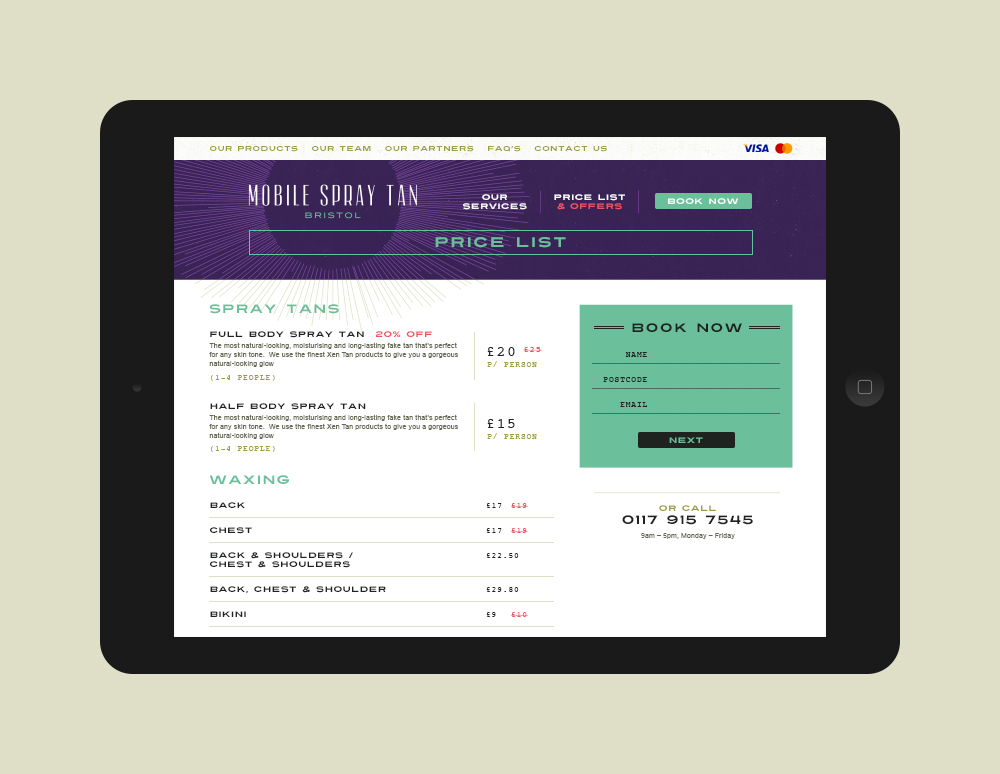 OUR PRODUCTS OUR TEAM OUR PARTNERS FAQ'S CONTACT US VISA
MOBILE SPRAY TAN
BRISTOL
OUR SERVICES
PRICE LIST & OFFERS
BOOK NOW
PRICE LIST
SPRAY TANS
FULL BODY SPRAY TAN 20% OFF
The most natural-looking, moisturising and long-lasting fake tan that's perfect
for any skin tone. We use the finest Xen Tan products to give you a gorgeous
natural-looking glow
(1–4 PEOPLE)
£20 £25
P/ PERSON
HALF BODY SPRAY TAN
The most natural-looking, moisturising and long-lasting fake tan that's perfect
for any skin tone. We use the finest Xen Tan products to give you a gorgeous
natural-looking glow
(1–4 PEOPLE)
£15
P/ PERSON
WAXING
BACK £17 £19
CHEST £17 £19
BACK & SHOULDERS / £22.50
CHEST & SHOULDERS
BACK, CHEST & SHOULDER £29.80
BIKINI £9 £10
BOOK NOW
NAME
POSTCODE
EMAIL
NEXT
OR CALL
0117 915 7545
9am – 5pm, Monday – Friday